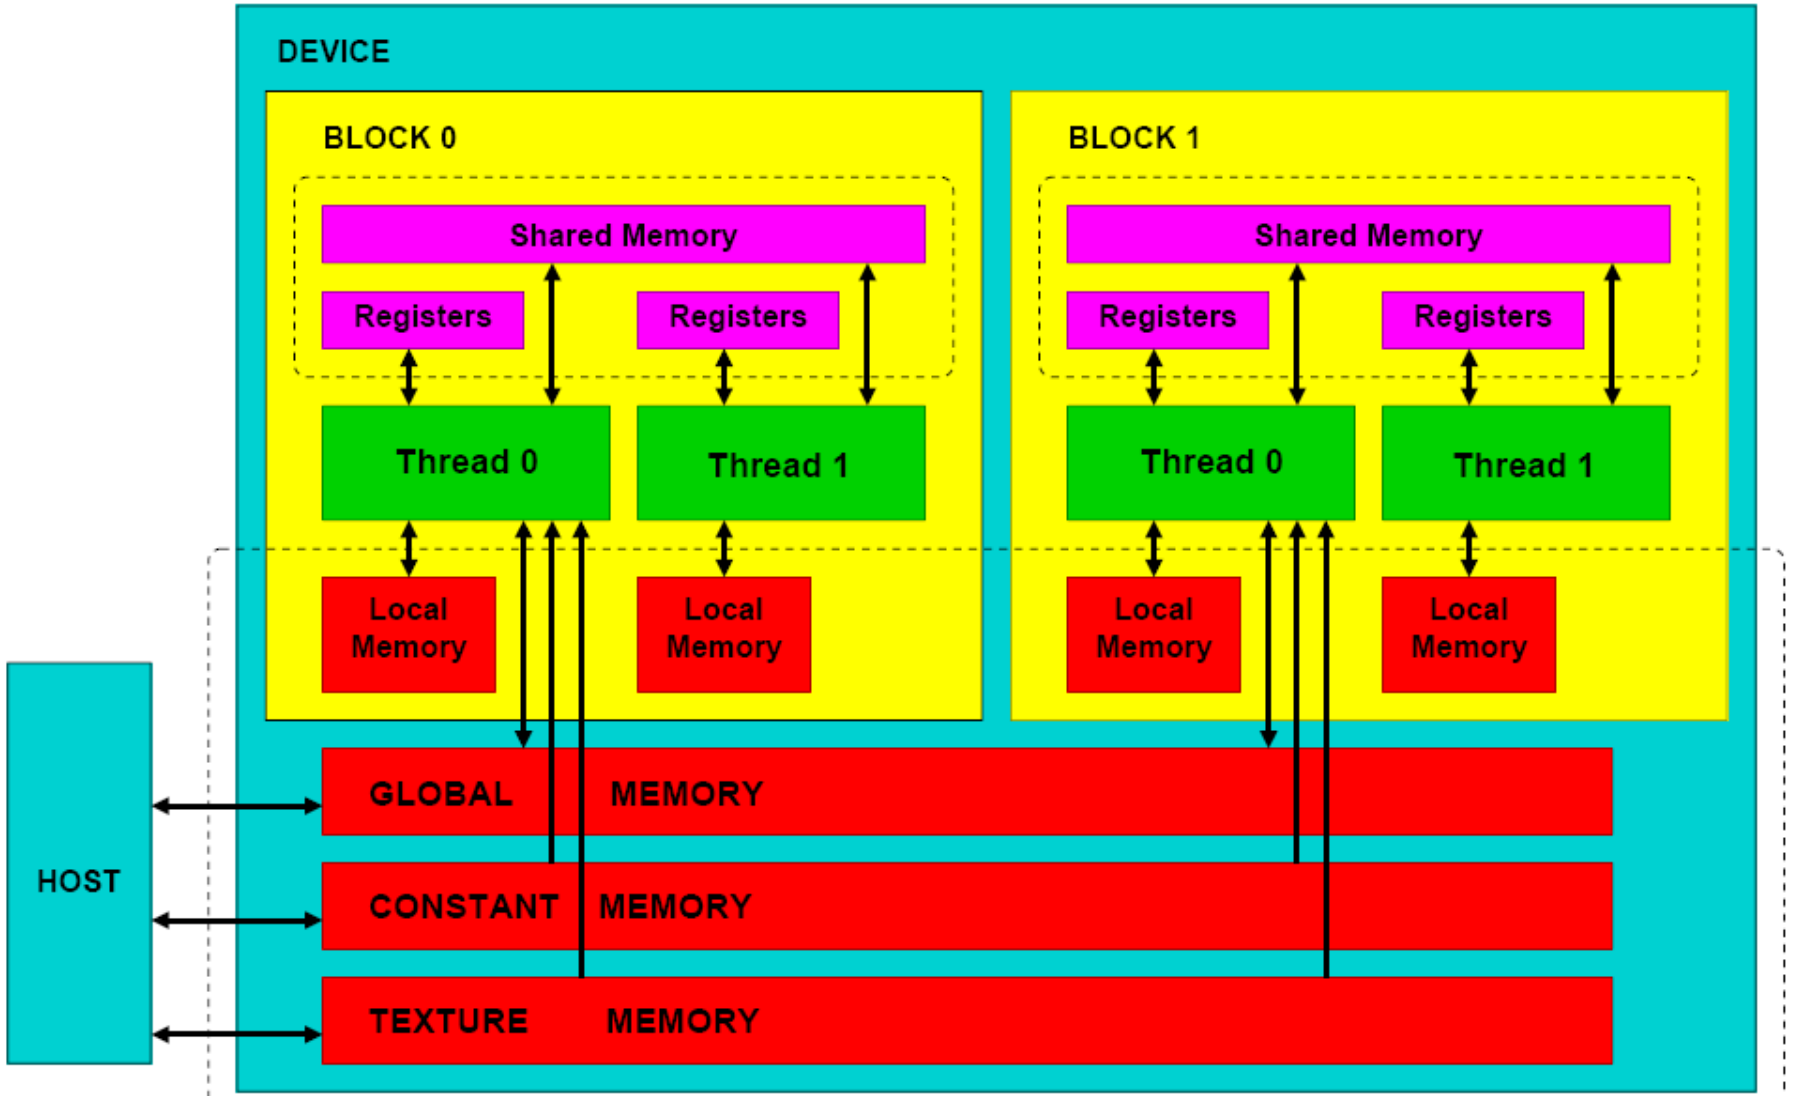 DEVICE
BLOCK 0
Shared Memory
Registers
Registers
Thread 0
Thread 1
Local
Memory
Local
Memory
BLOCK 1
Shared Memory
Registers
Registers
Thread 0
Thread 1
Local
Memory
Local
Memory
HOST
GLOBAL MEMORY
CONSTANT MEMORY
TEXTURE MEMORY